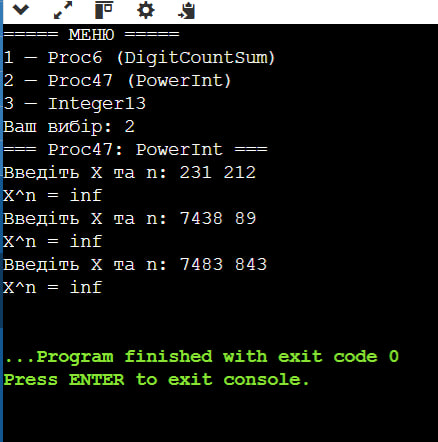 ===== МЕНЮ =====
1 — Proc6 (DigitCountSum)
2 — Proc47 (PowerInt)
3 — Integer13
Ваш вибір: 2
=== Proc47: PowerInt ===
Введіть X та n: 231 212
X^n = inf
Введіть X та n: 7438 89
X^n = inf
Введіть X та n: 7483 843
X^n = inf
...Program finished with exit code 0
Press ENTER to exit console.